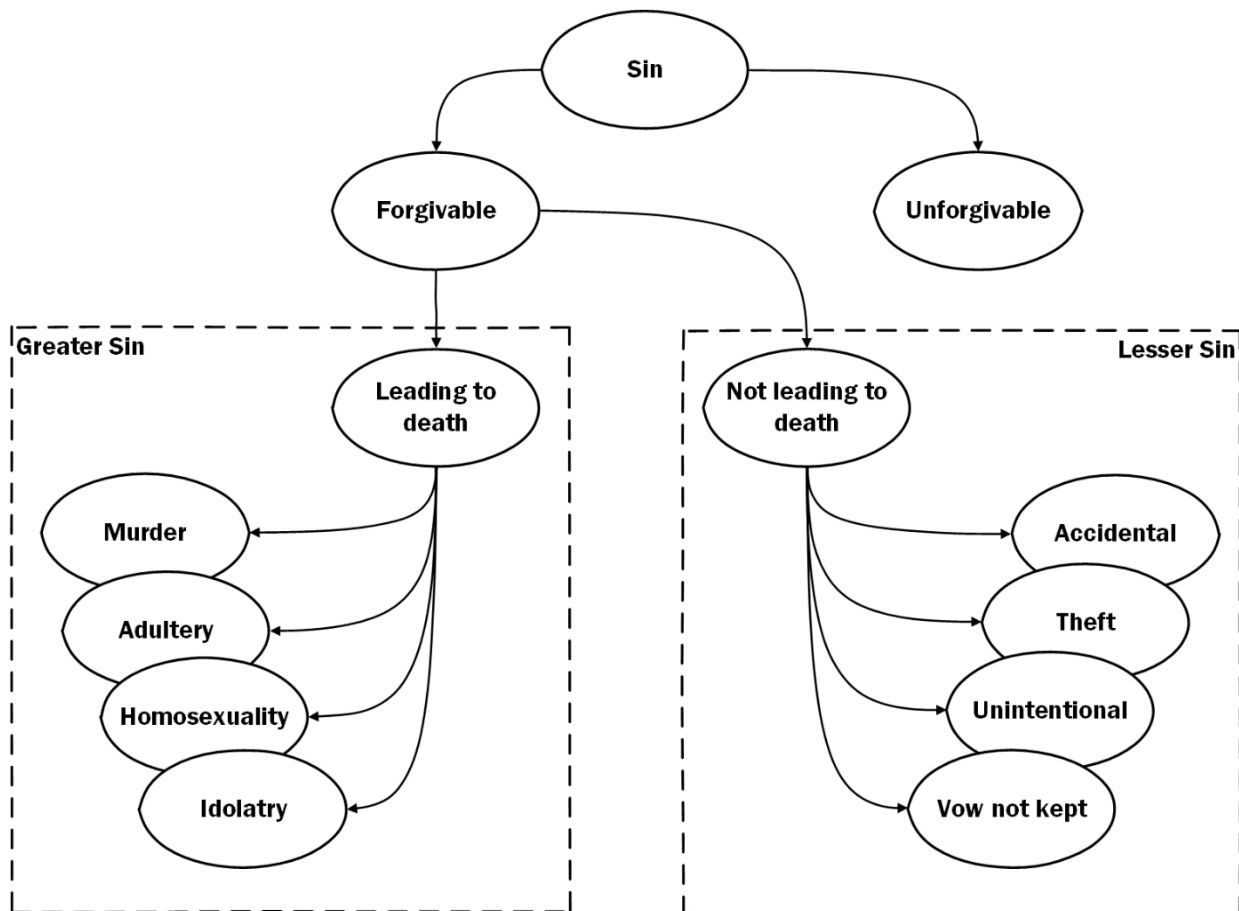 Sin
Forgivable
Unforgivable
Greater Sin
Lesser Sin
Leading to
death
Not leading to
death
Murder
Adultery
Homosexuality
Idolatry
Accidental
Theft
Unintentional
Vow not kept